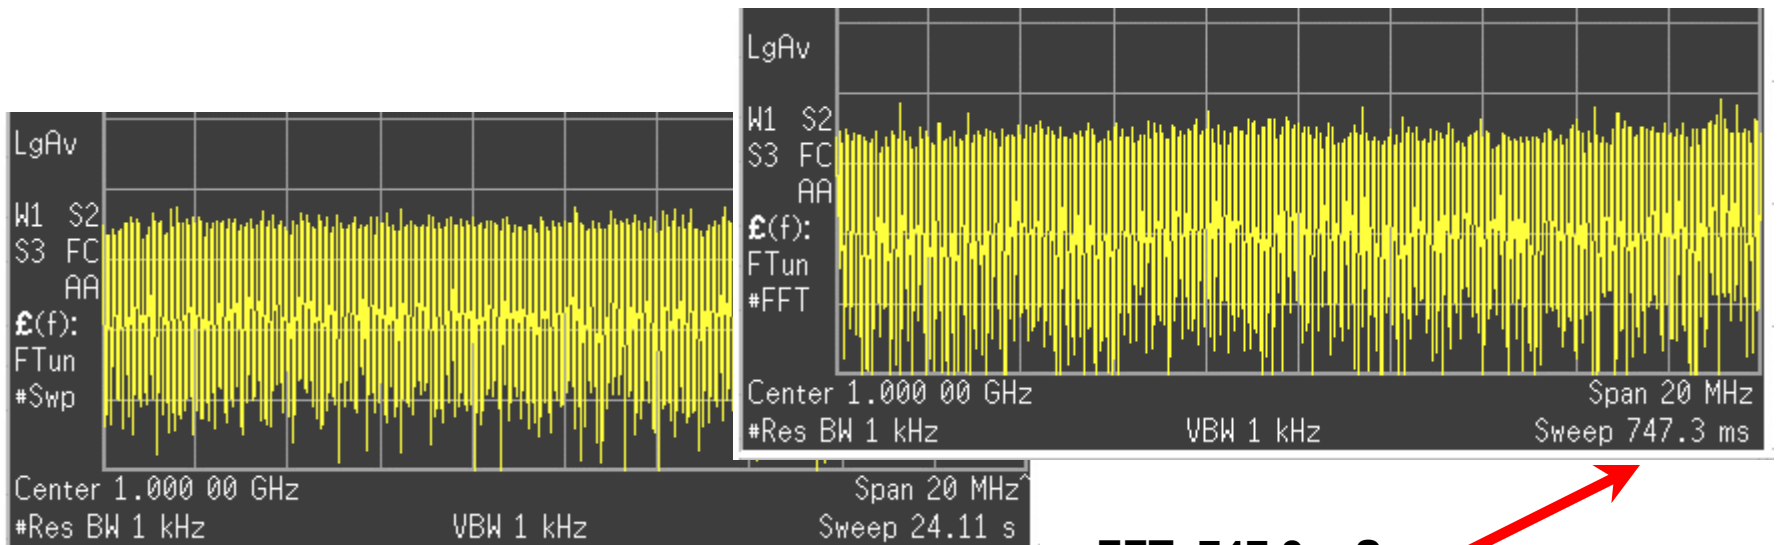 LgAv
W1 S2
S3 FC
AA
£(f):
FTun
#Swp
Center 1.000 00 GHz
Span 20 MHz^
#Res BW 1 kHz
VBW 1 kHz
Sweep 24.11 s
LgAv
W1 S2
S3 FC
AA
£(f):
FTun
#FFT
Center 1.000 00 GHz
Span 20 MHz
#Res BW 1 kHz
VBW 1 kHz
Sweep 747.3 ms